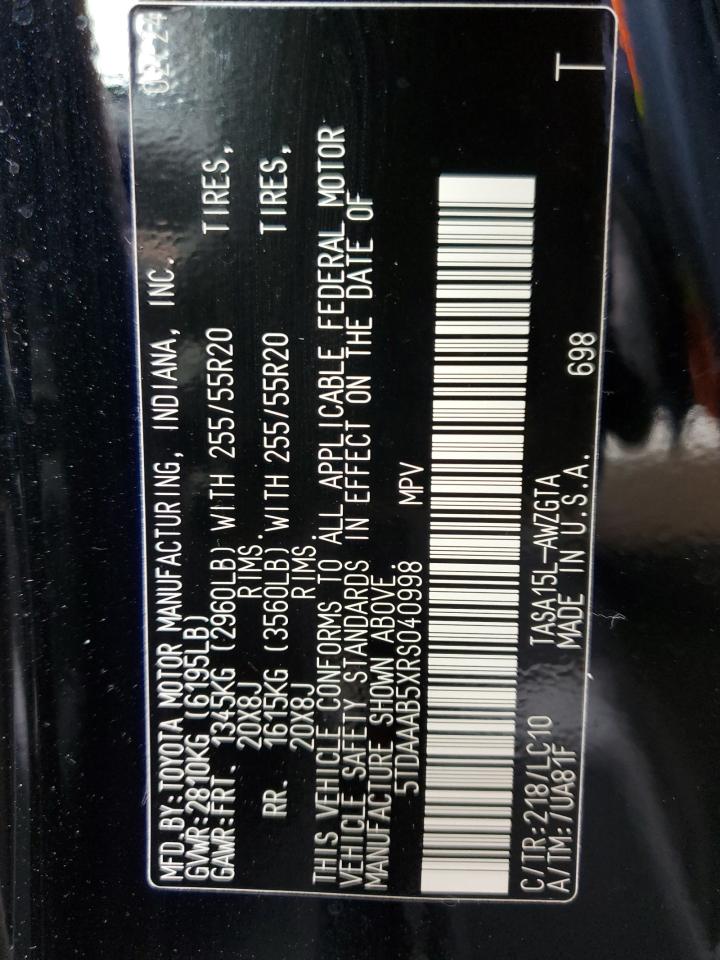 MFD.BY:TOYOTA MOTOR MANUFACTURING, INDIANA, INC. 02/24
GVWR:2810KG (6195LB)
GAWR:FRT. 1345KG (2960LB) WITH 255/55R20 TIRES,
20X8J RIMS.
RR. 1615KG (3560LB) WITH 255/55R20 TIRES,
20X8J RIMS.
THIS VEHICLE CONFORMS TO ALL APPLICABLE FEDERAL MOTOR
VEHICLE SAFETY STANDARDS IN EFFECT ON THE DATE OF
MANUFACTURE SHOWN ABOVE.
5TDAAAB5XRS040998 MPV
C/TR:218/LC10 TASA15L-AWZGTA T
A/TM:7UA81F MADE IN U.S.A. 698